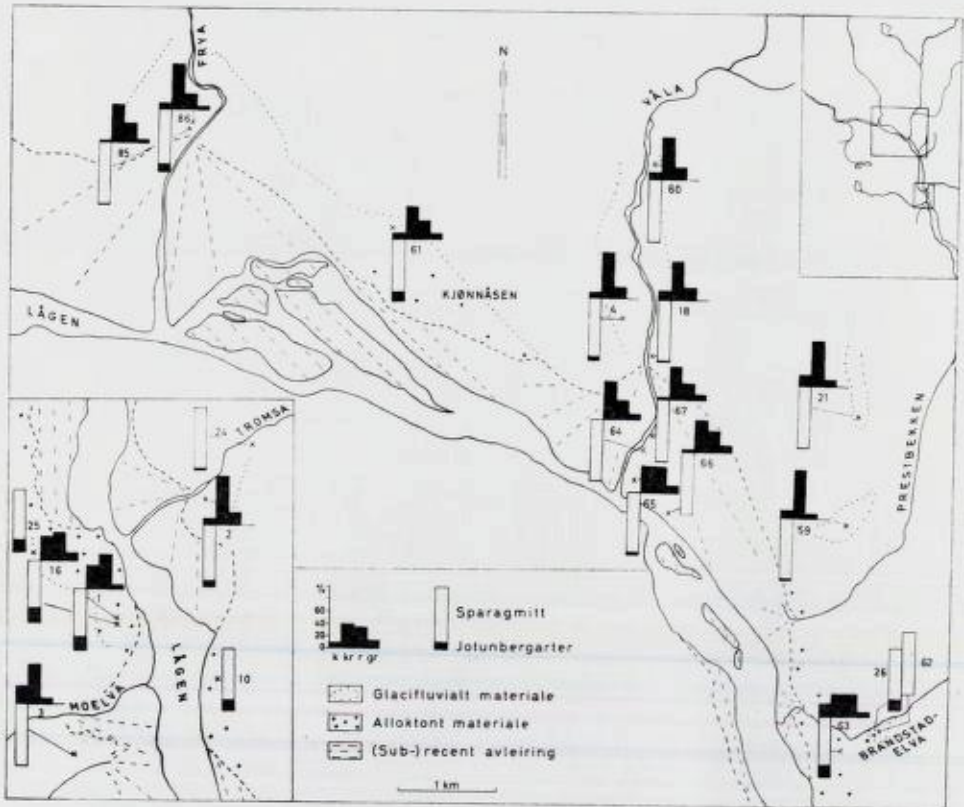 N
FRYA
VÅLA
86
85
60
61
KJØNNÅSEN
4
18
LÅGEN
21
67
64
66
65
59
PRESTBEKKEN
TROMSA
24
25
2
16
1
LÅGEN
10
MOELVA
3
%
60
40
20
0
k kr r gr
Sparagmitt
Jotunbergarter
Glacifluvialt materiale
Alloktont materiale
(Sub-) recent avleiring
1 km
26
62
63
BRANDSTAD-
ELVA